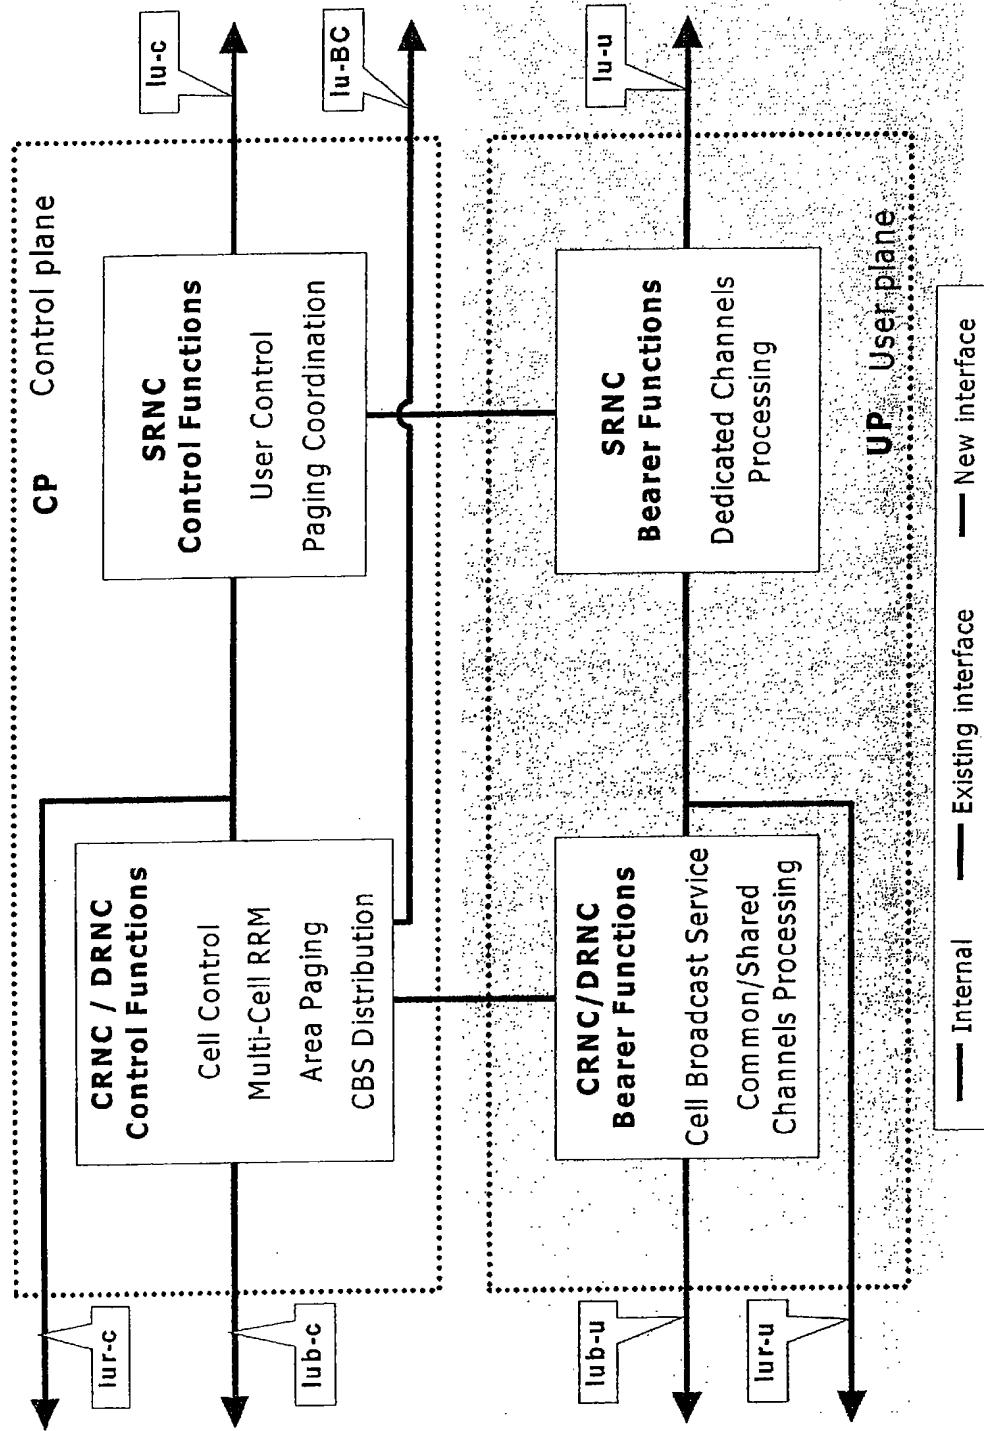 CP Control plane
Iur-c
Iu-c
CRNC / DRNC
Control Functions
Cell Control
Multi-Cell RRM
Area Paging
CBS Distribution
SRNC
Control Functions
User Control
Paging Coordination
Iub-c
Iu-BC
Iub-u
Iu-u
CRNC/DRNC
Bearer Functions
Cell Broadcast Service
Common/Shared
Channels Processing
SRNC
Bearer Functions
Dedicated Channels
Processing
Iur-u
UP User plane
Internal
Existing interface
New interface